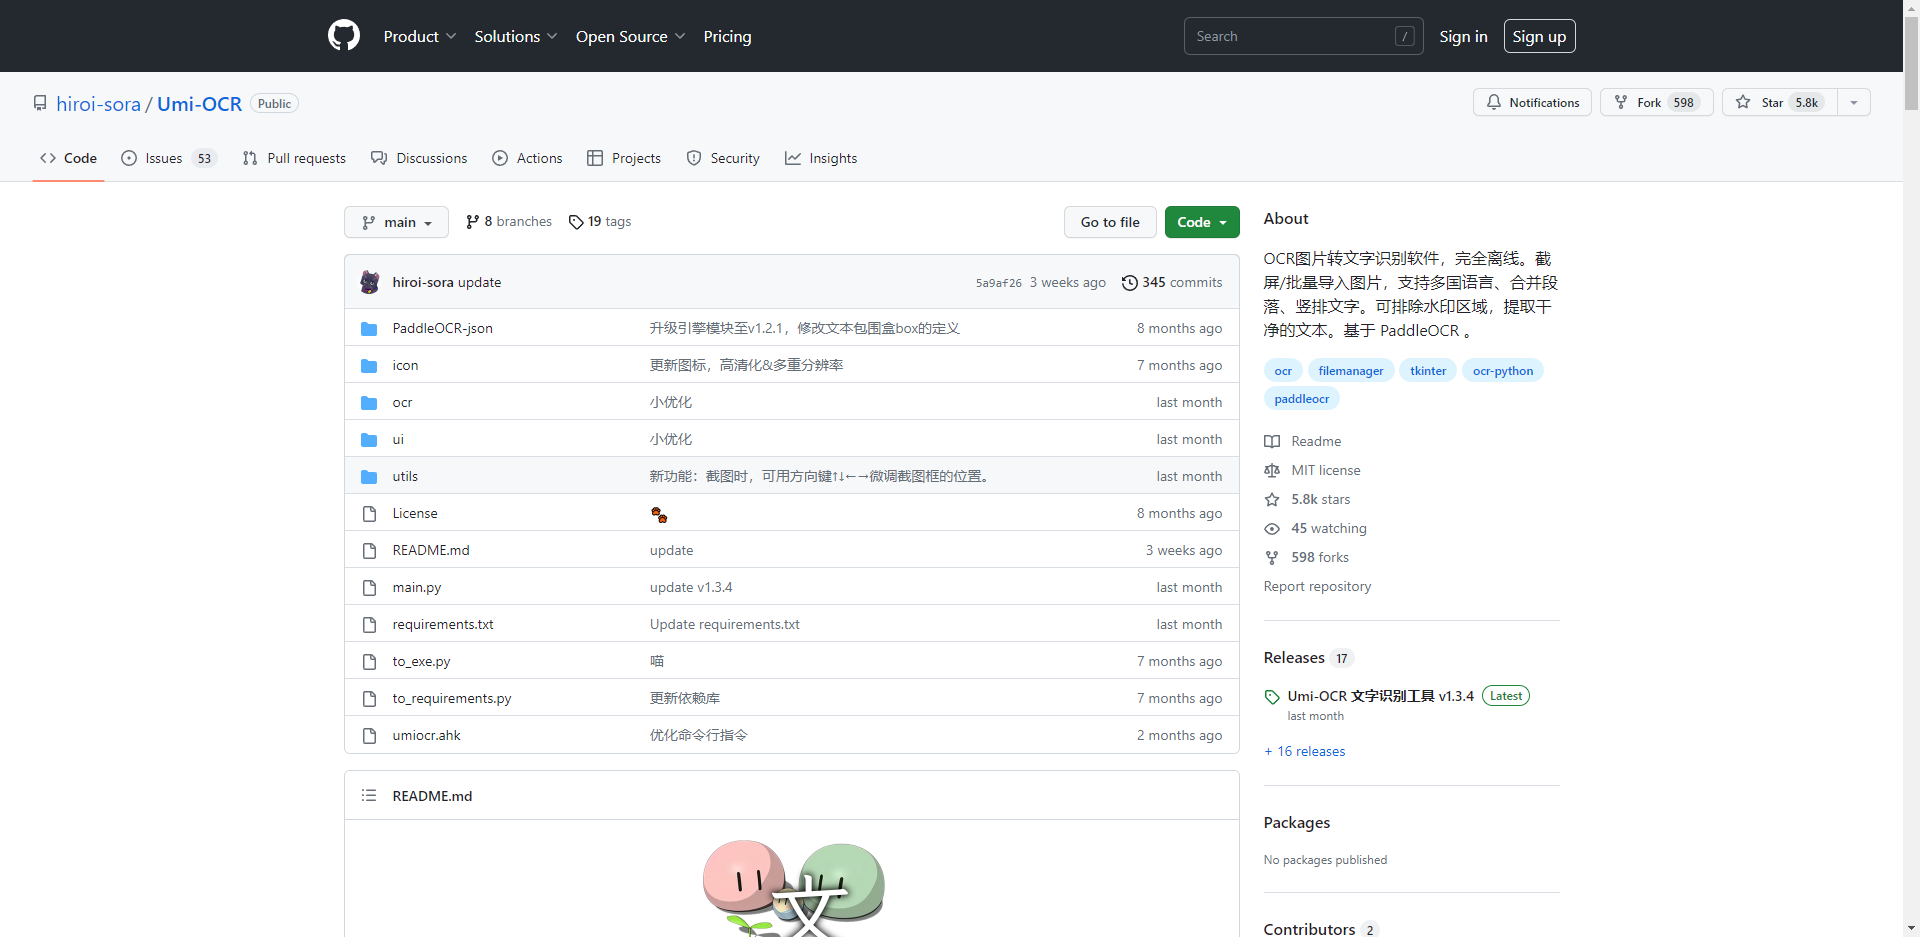 Product Solutions Open Source Pricing Search / Sign in Sign up
hiroi-sora / Umi-OCR Public Notifications Fork 598 Star 5.8k
Code Issues 53 Pull requests Discussions Actions Projects Security Insights
main 8 branches 19 tags Go to file Code
hiroi-sora update 5a9af26 3 weeks ago 345 commits
PaddleOCR-json 升级引擎模块至v1.2.1，修改文本包围盒box的定义 8 months ago
icon 更新图标，高清化&多重分辨率 7 months ago
ocr 小优化 last month
ui 小优化 last month
utils 新功能：截图时，可用方向键↑↓←→微调截图框的位置。 last month
License 🐾 8 months ago
README.md update 3 weeks ago
main.py update v1.3.4 last month
requirements.txt Update requirements.txt last month
to_exe.py 喵 7 months ago
to_requirements.py 更新依赖库 7 months ago
umiocr.ahk 优化命令行指令 2 months ago
README.md
文
About
OCR图片转文字识别软件，完全离线。截
屏/批量导入图片，支持多国语言、合并段
落、竖排文字。可排除水印区域，提取干
净的文本。基于 PaddleOCR 。
ocr filemanager tkinter ocr-python
paddleocr
Readme
MIT license
5.8k stars
45 watching
598 forks
Report repository
Releases 17
Umi-OCR 文字识别工具 v1.3.4 Latest
last month
+ 16 releases
Packages
No packages published
Contributors 2